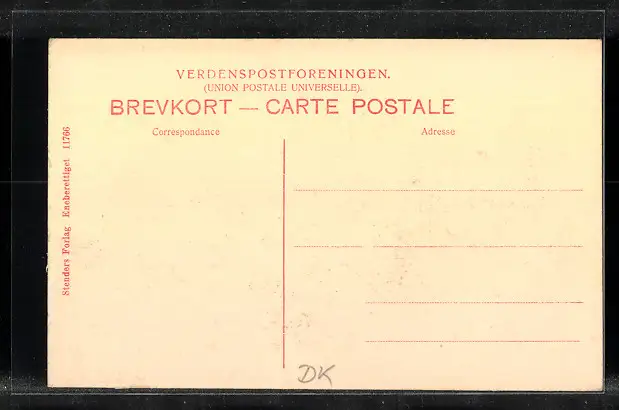 VERDENSPOSTFORENINGEN.
(UNION POSTALE UNIVERSELLE).
BREVKORT — CARTE POSTALE
Correspondance
Adresse
Stenders Forlag Eneberettiget 11766
DK